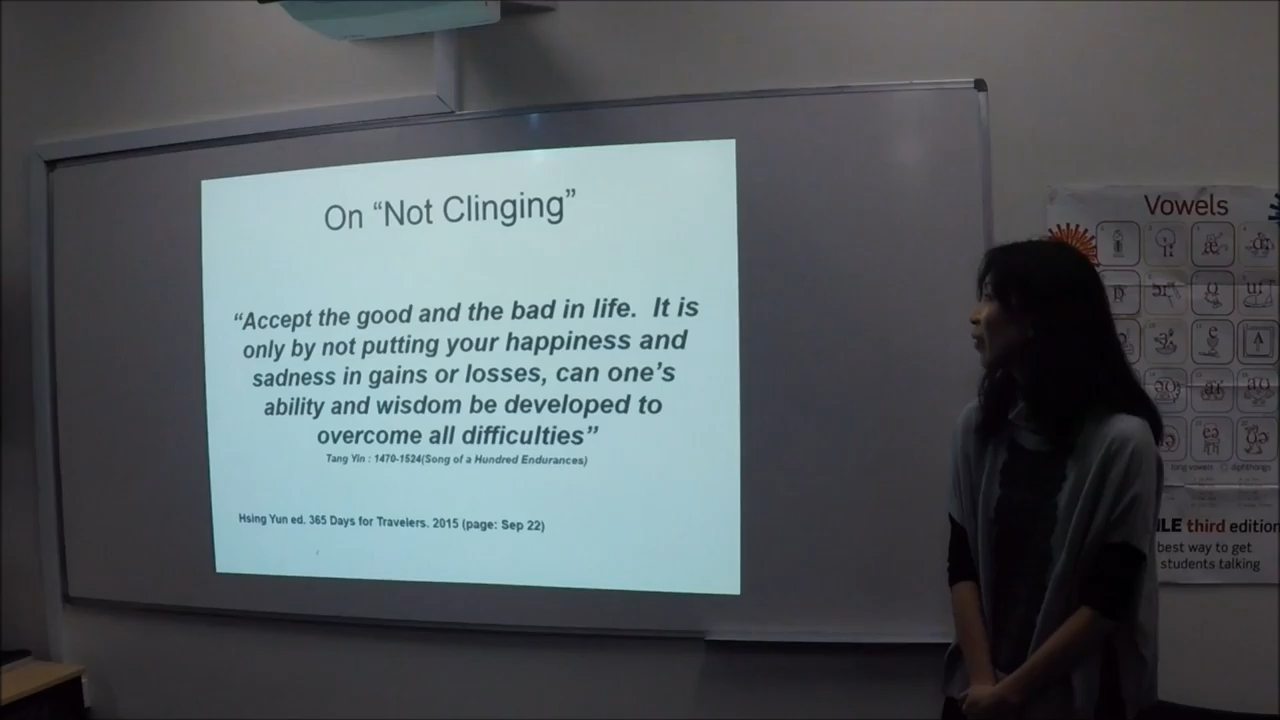 On “Not Clinging”
“Accept the good and the bad in life.  It is
only by not putting your happiness and
sadness in gains or losses, can one’s
ability and wisdom be developed to
overcome all difficulties”
Tang Yin : 1470-1524(Song of a Hundred Endurances)
Hsing Yun ed. 365 Days for Travelers. 2015 (page: Sep 22)
Vowels
long vowels
diphthongs
third edition
best way to get
students talking